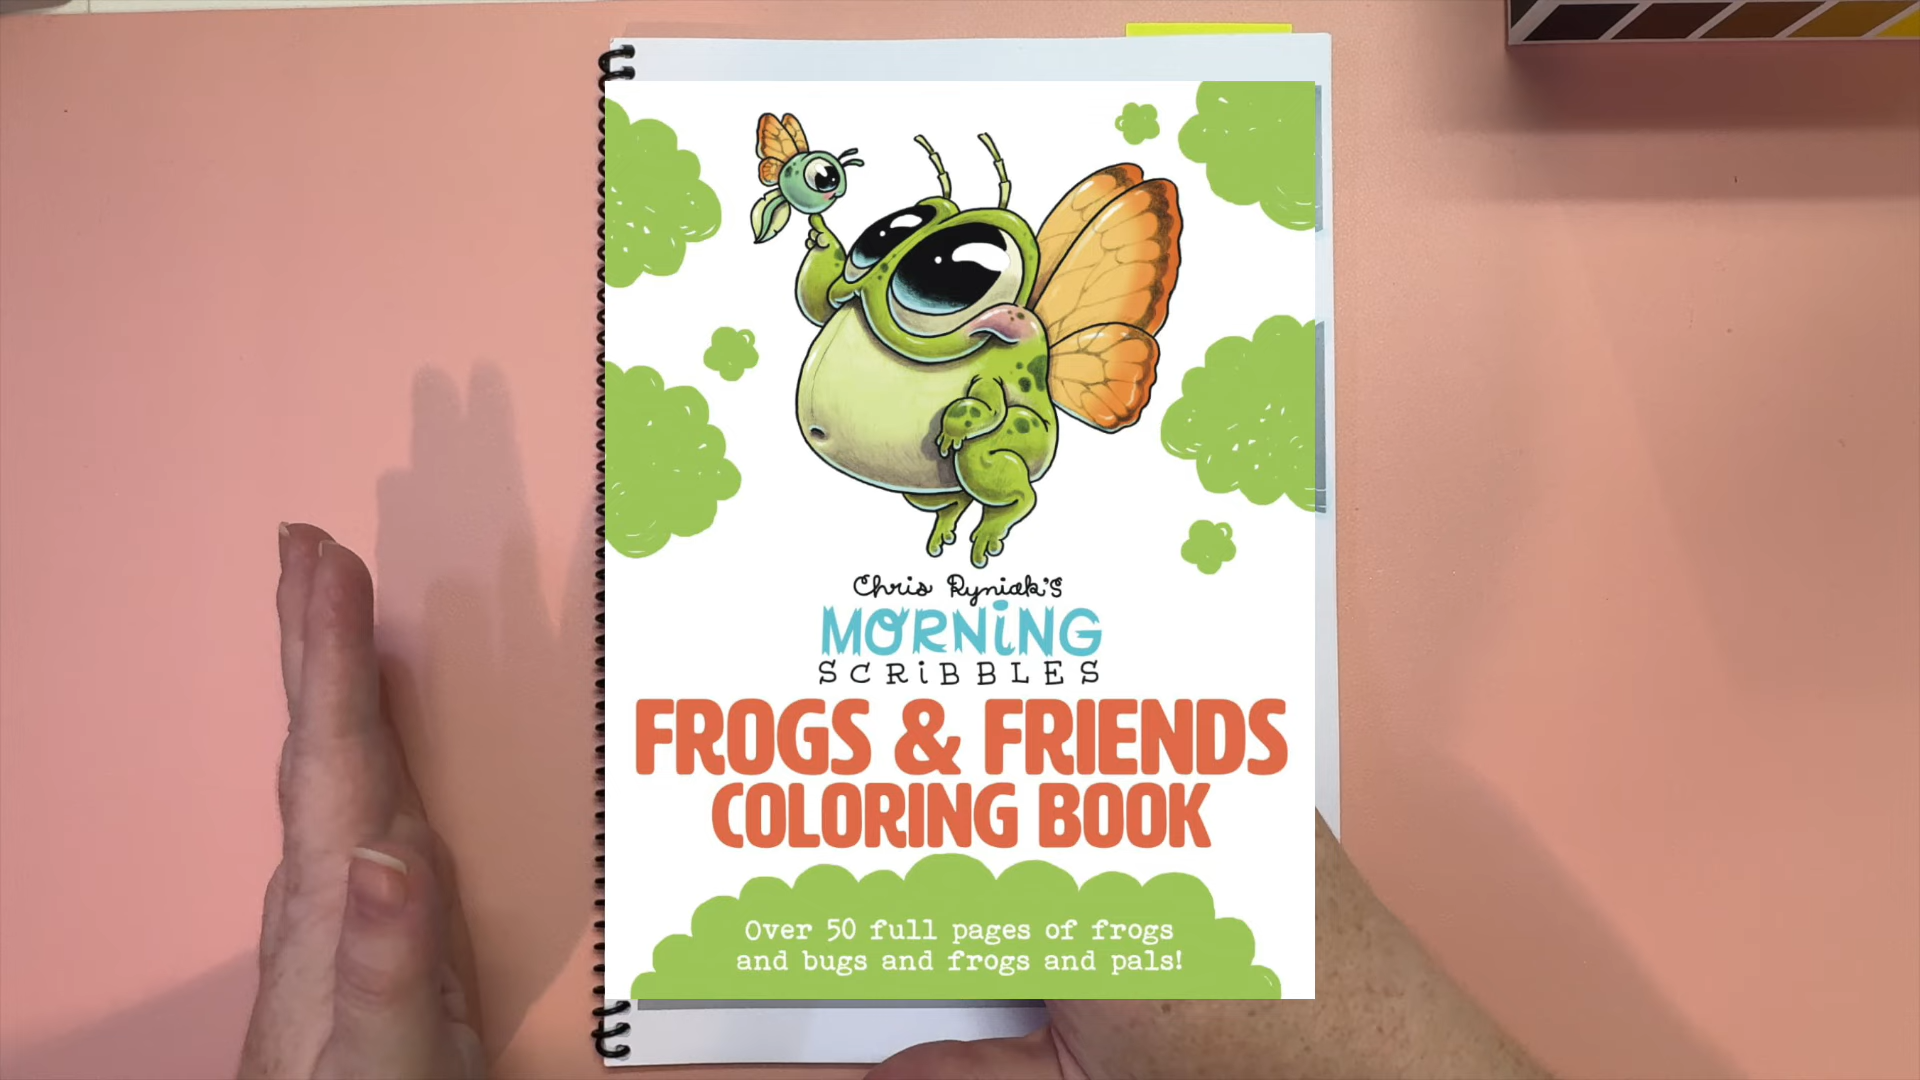 Chris Ryniak's
MORNiNG
SCRiBBLES
FROGS & FRIENDS
COLORING BOOK
Over 50 full pages of frogs
and bugs and frogs and pals!